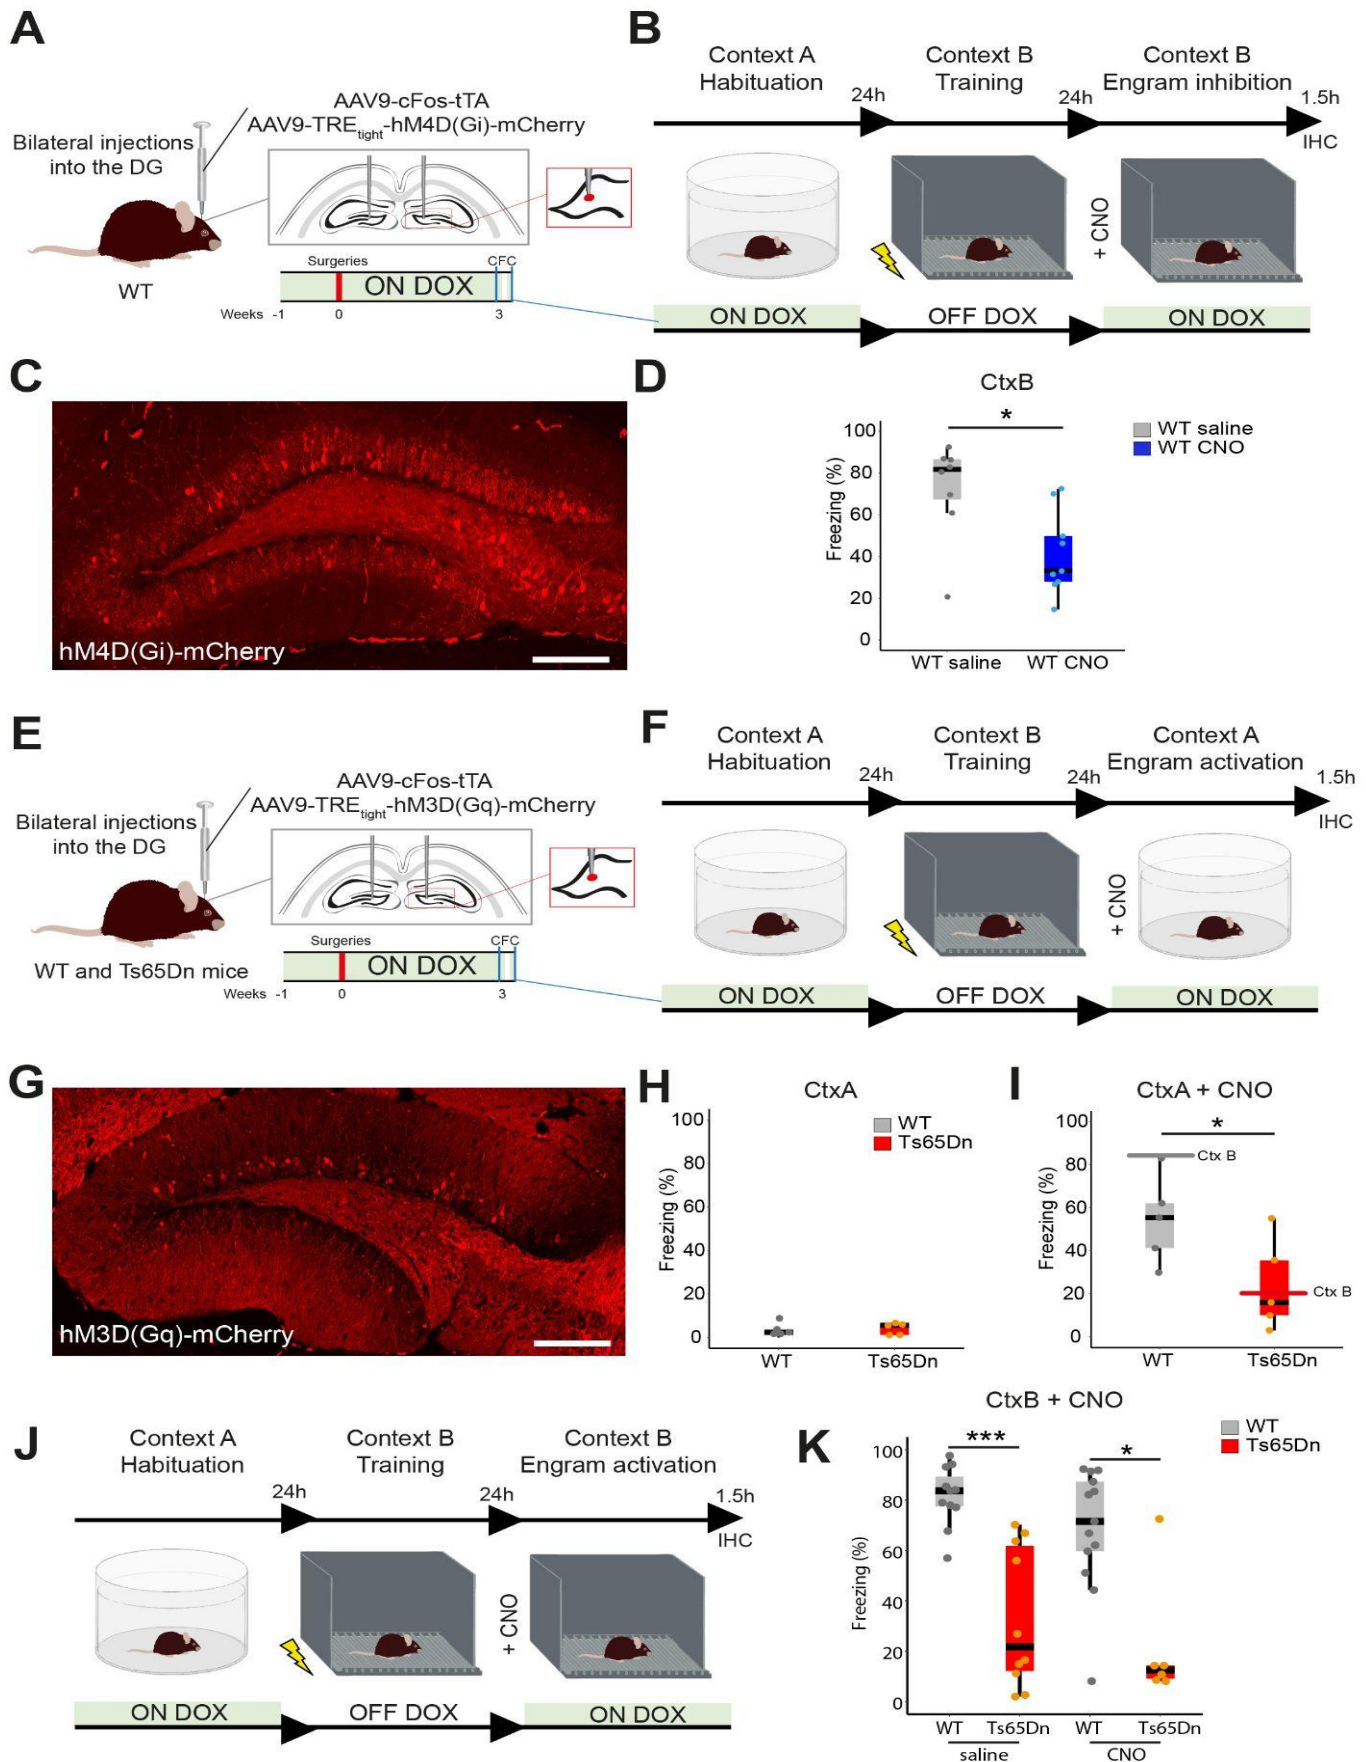 A
AAV9-cFos-tTA
AAV9-TREtight-hM4D(Gi)-mCherry
Bilateral injections
into the DG
WT
Surgeries
CFC
ON DOX
Weeks -1 0 3
B
Context A
Habituation
Context B
Training
Context B
Engram inhibition
24h
24h
1.5h
IHC
+ CNO
ON DOX
OFF DOX
ON DOX
C
hM4D(Gi)-mCherry
D
CtxB
*
WT saline
WT CNO
Freezing (%)
100
80
60
40
20
0
WT saline
WT CNO
E
AAV9-cFos-tTA
AAV9-TREtight-hM3D(Gq)-mCherry
Bilateral injections
into the DG
WT and Ts65Dn mice
Surgeries
CFC
ON DOX
Weeks -1 0 3
F
Context A
Habituation
Context B
Training
Context A
Engram activation
24h
24h
1.5h
IHC
+ CNO
ON DOX
OFF DOX
ON DOX
G
hM3D(Gq)-mCherry
H
CtxA
WT
Ts65Dn
Freezing (%)
100
80
60
40
20
0
WT
Ts65Dn
I
CtxA + CNO
*
Ctx B
Ctx B
Freezing (%)
100
80
60
40
20
0
WT
Ts65Dn
J
Context A
Habituation
Context B
Training
Context B
Engram activation
24h
24h
1.5h
IHC
+ CNO
ON DOX
OFF DOX
ON DOX
K
CtxB + CNO
WT
Ts65Dn
***
*
Freezing (%)
100
80
60
40
20
0
WT
Ts65Dn
WT
Ts65Dn
saline
CNO